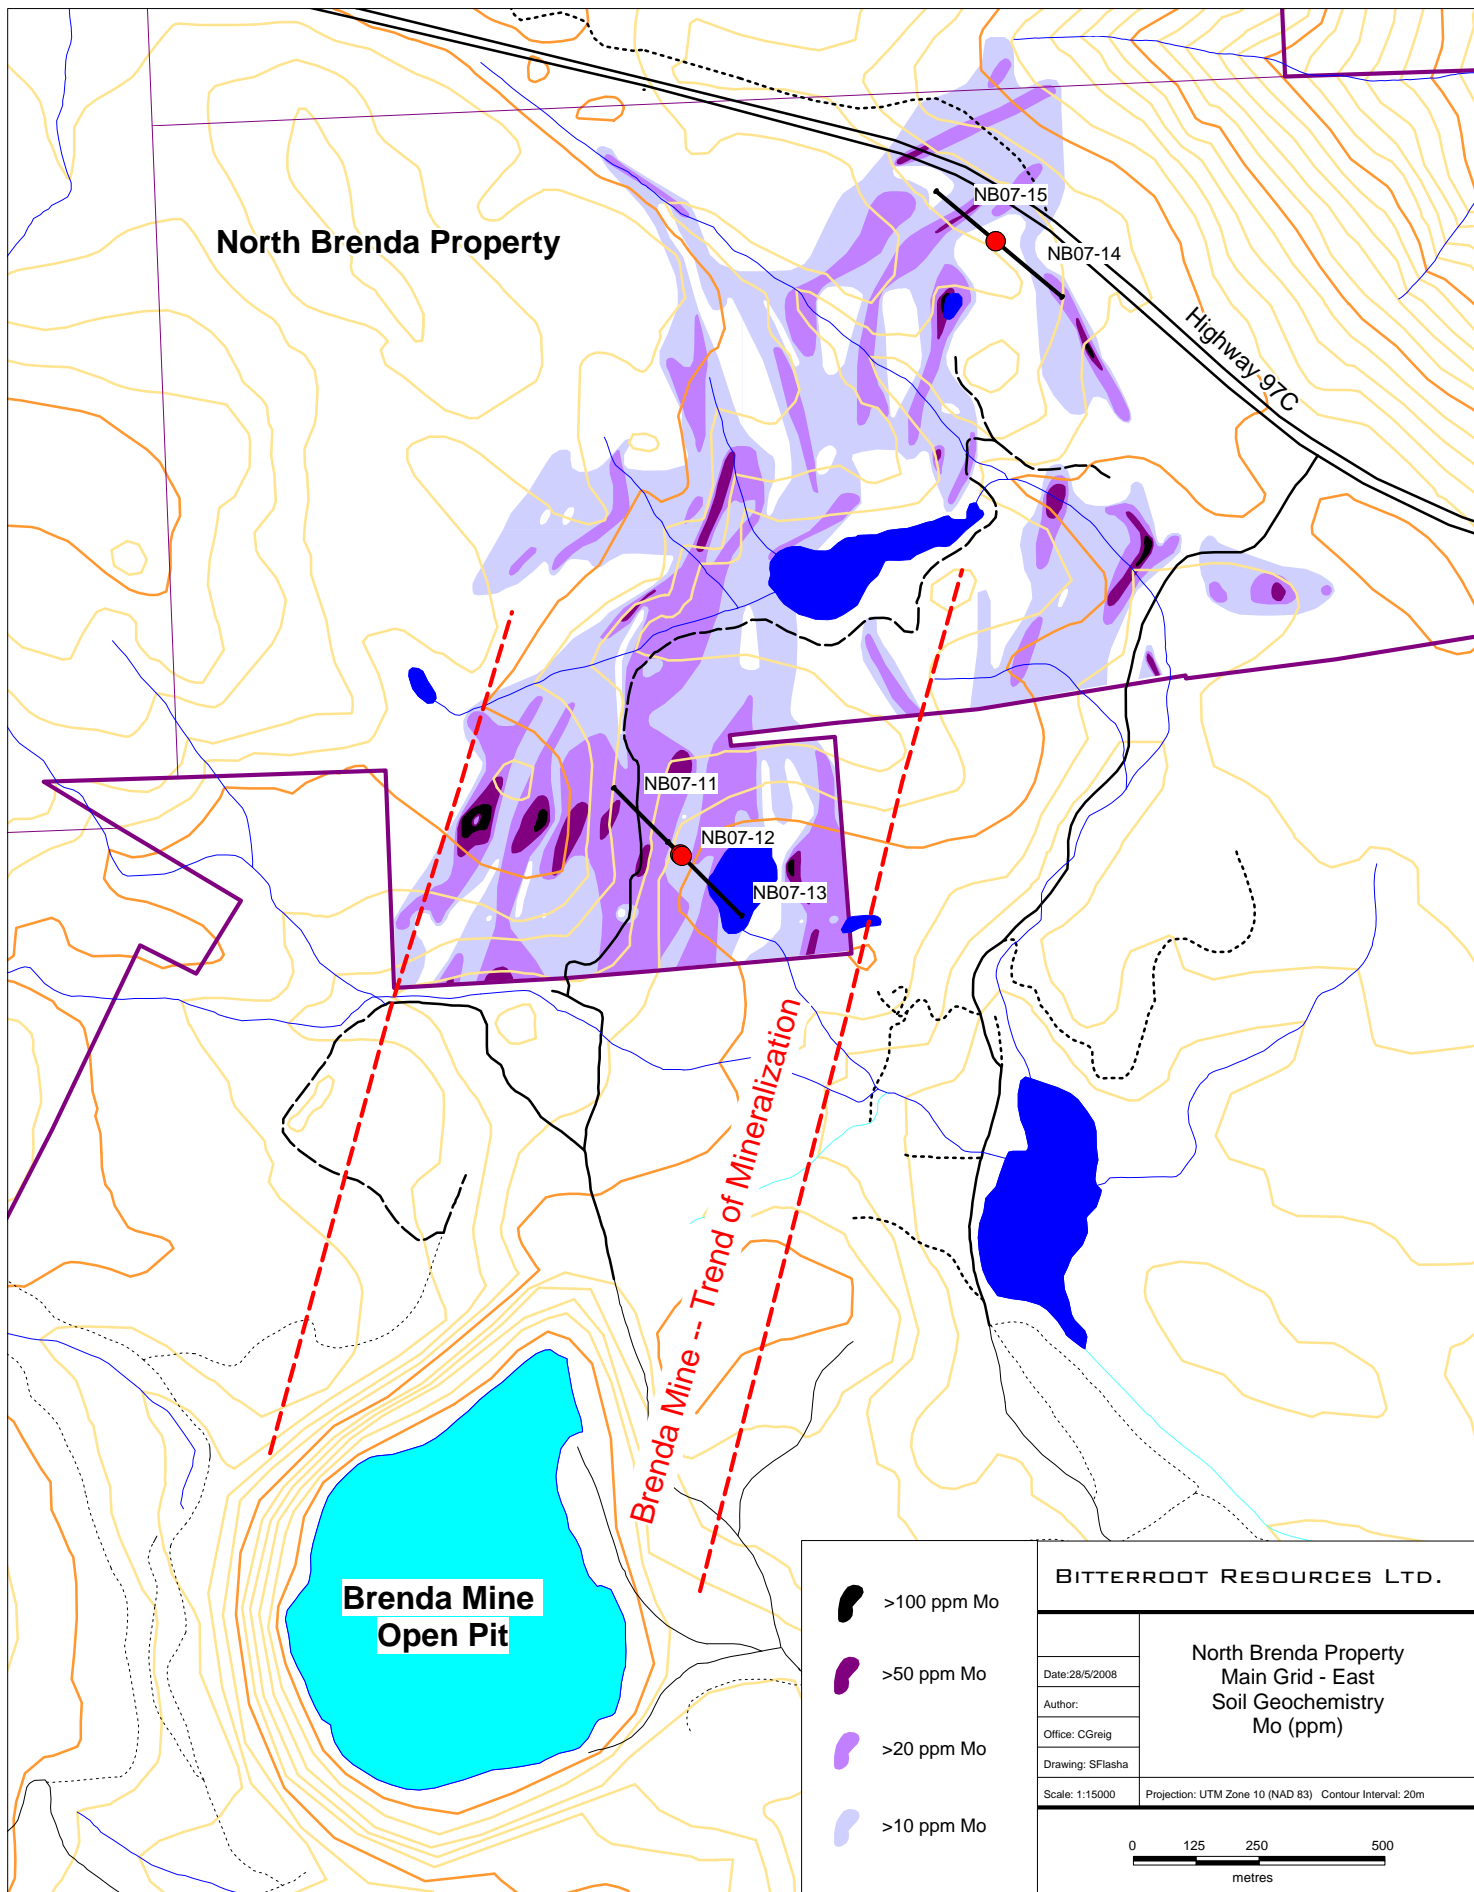 NB07-15
North Brenda Property
NB07-14
Highway 97C
NB07-11
NB07-12
NB07-13
Brenda Mine -- Trend of Mineralization
Brenda Mine
Open Pit
>100 ppm Mo
>50 ppm Mo
>20 ppm Mo
>10 ppm Mo
BITTERROOT RESOURCES LTD.
North Brenda Property
Main Grid - East
Soil Geochemistry
Mo (ppm)
Date:28/5/2008
Author:
Office: CGreig
Drawing: SFlasha
Scale: 1:15000
Projection: UTM Zone 10 (NAD 83) Contour Interval: 20m
0 125 250 500
metres